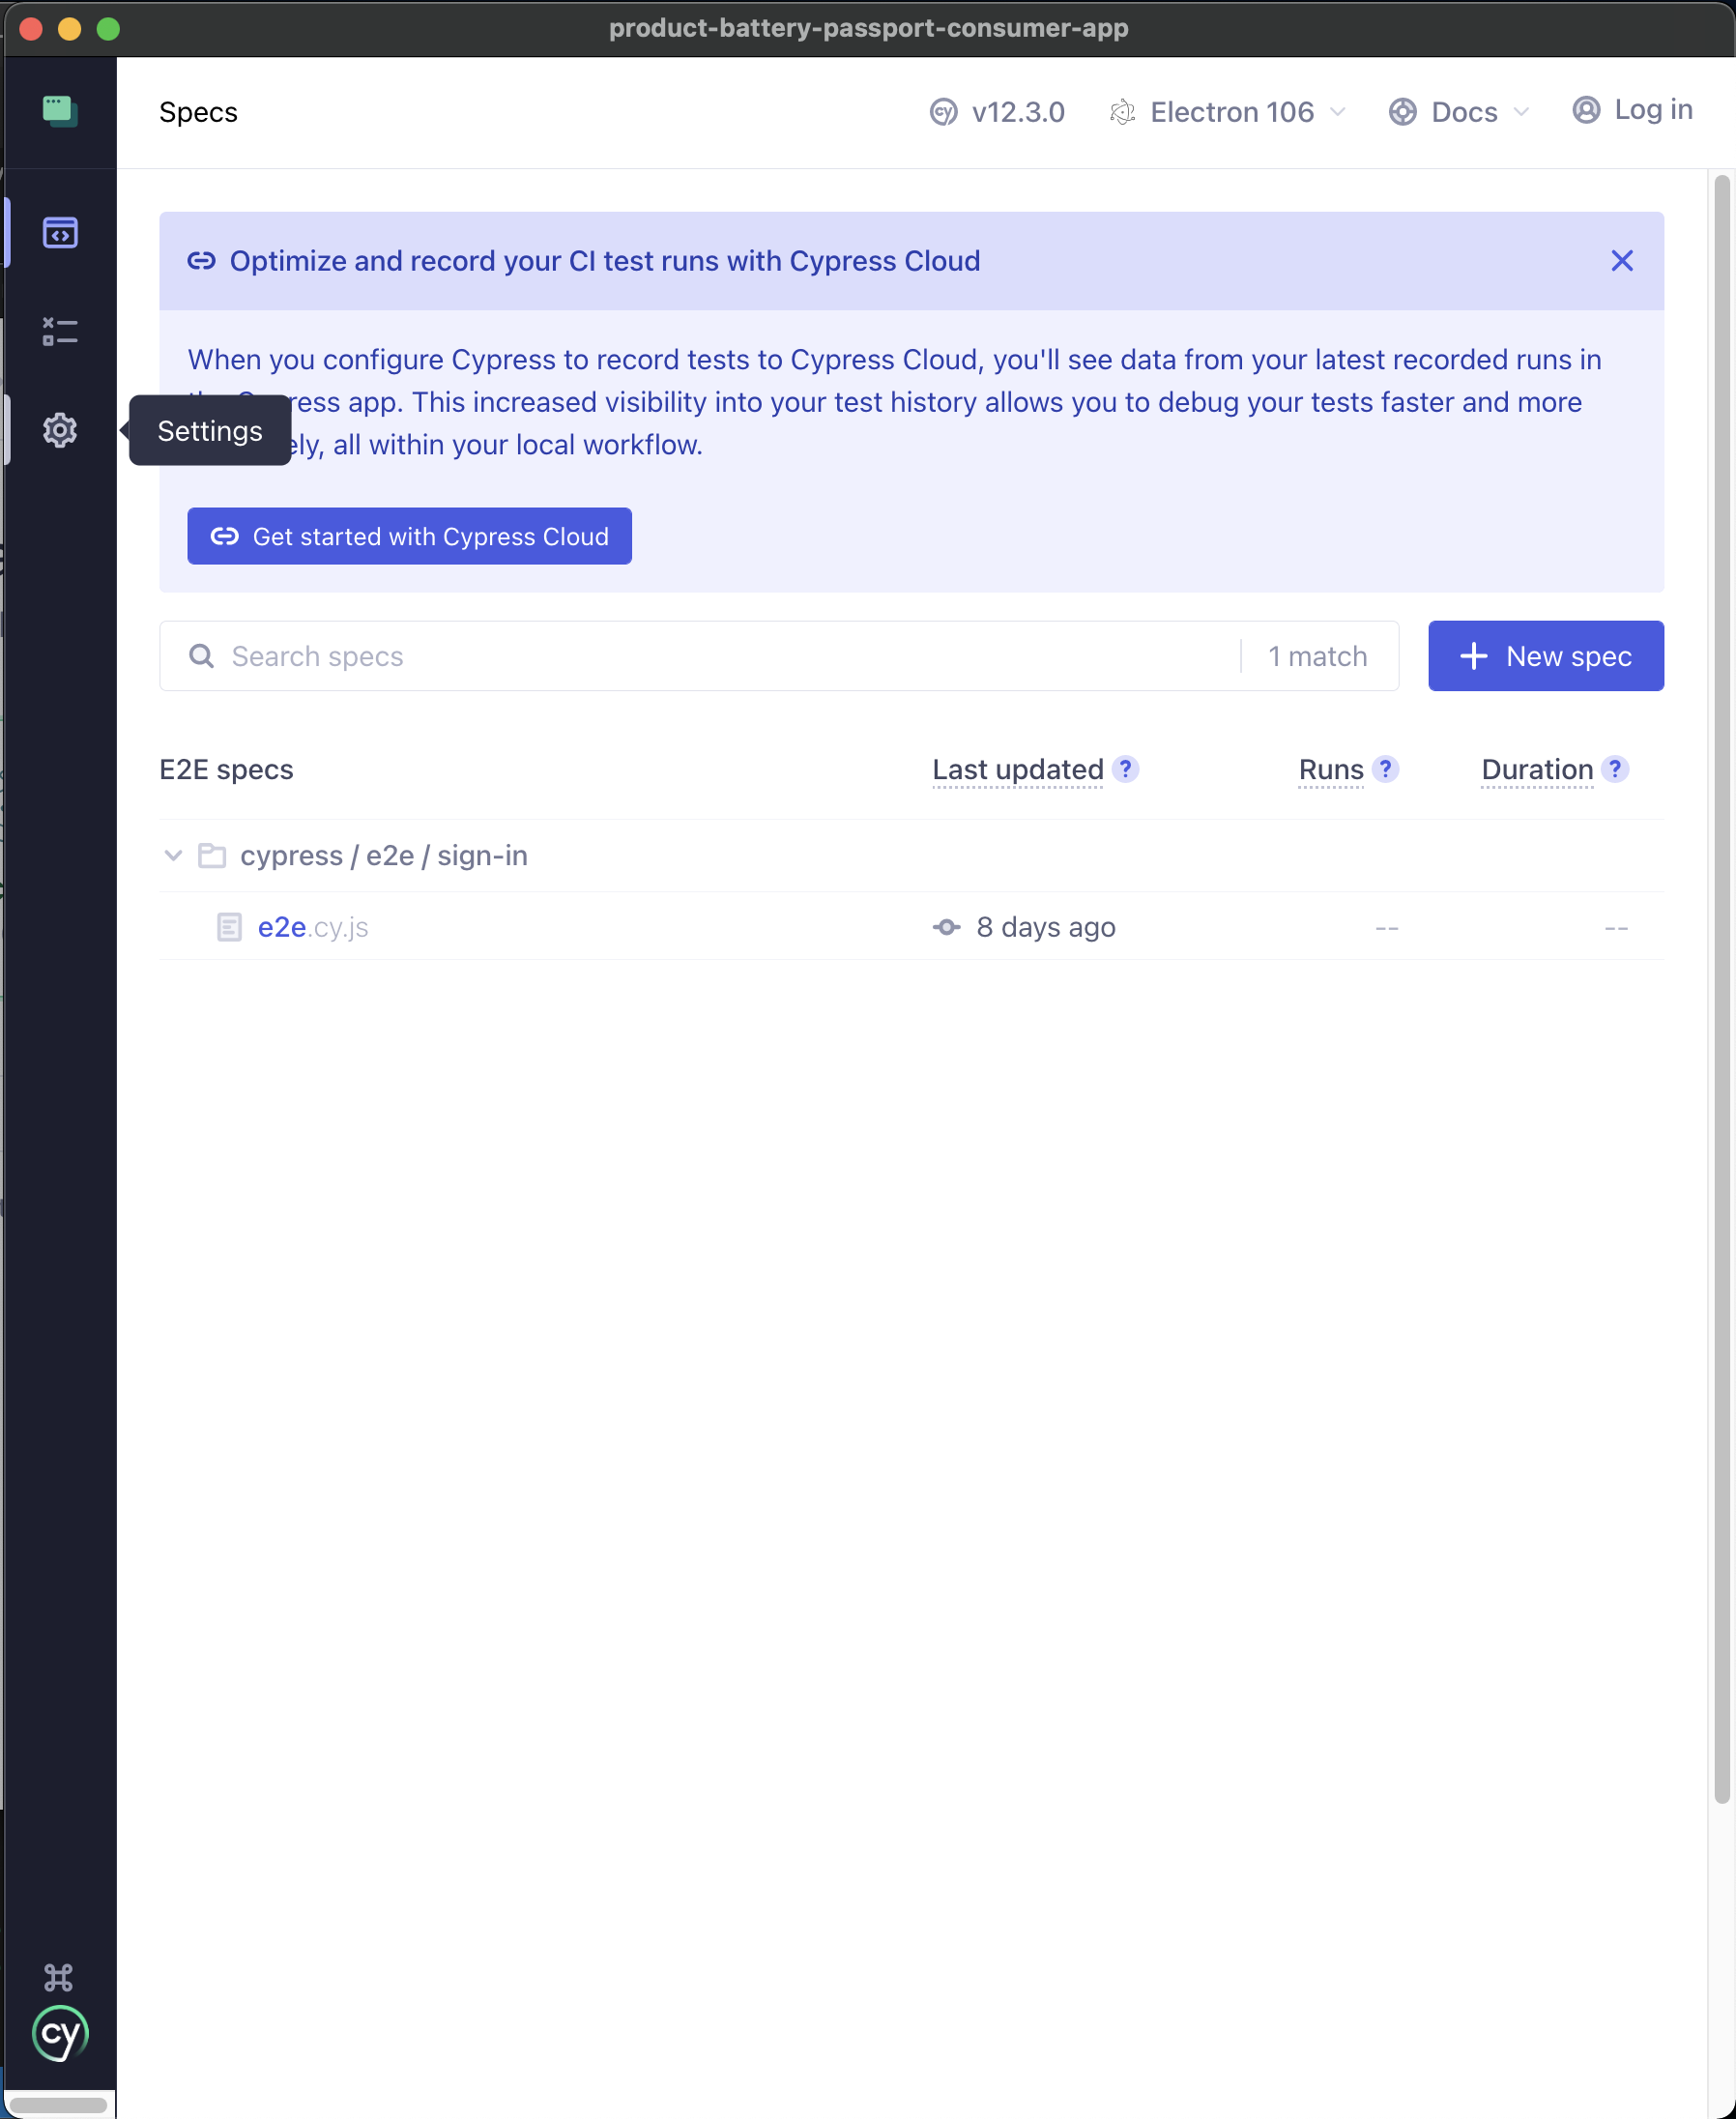 product-battery-passport-consumer-app
Specs
cy v12.3.0
Electron 106
Docs
Log in
Optimize and record your CI test runs with Cypress Cloud
When you configure Cypress to record tests to Cypress Cloud, you'll see data from your latest recorded runs in
ress app. This increased visibility into your test history allows you to debug your tests faster and more
Settings
ely, all within your local workflow.
Get started with Cypress Cloud
Search specs
1 match
New spec
E2E specs
Last updated ?
Runs ?
Duration ?
cypress / e2e / sign-in
e2e.cy.js
8 days ago
--
--
cy